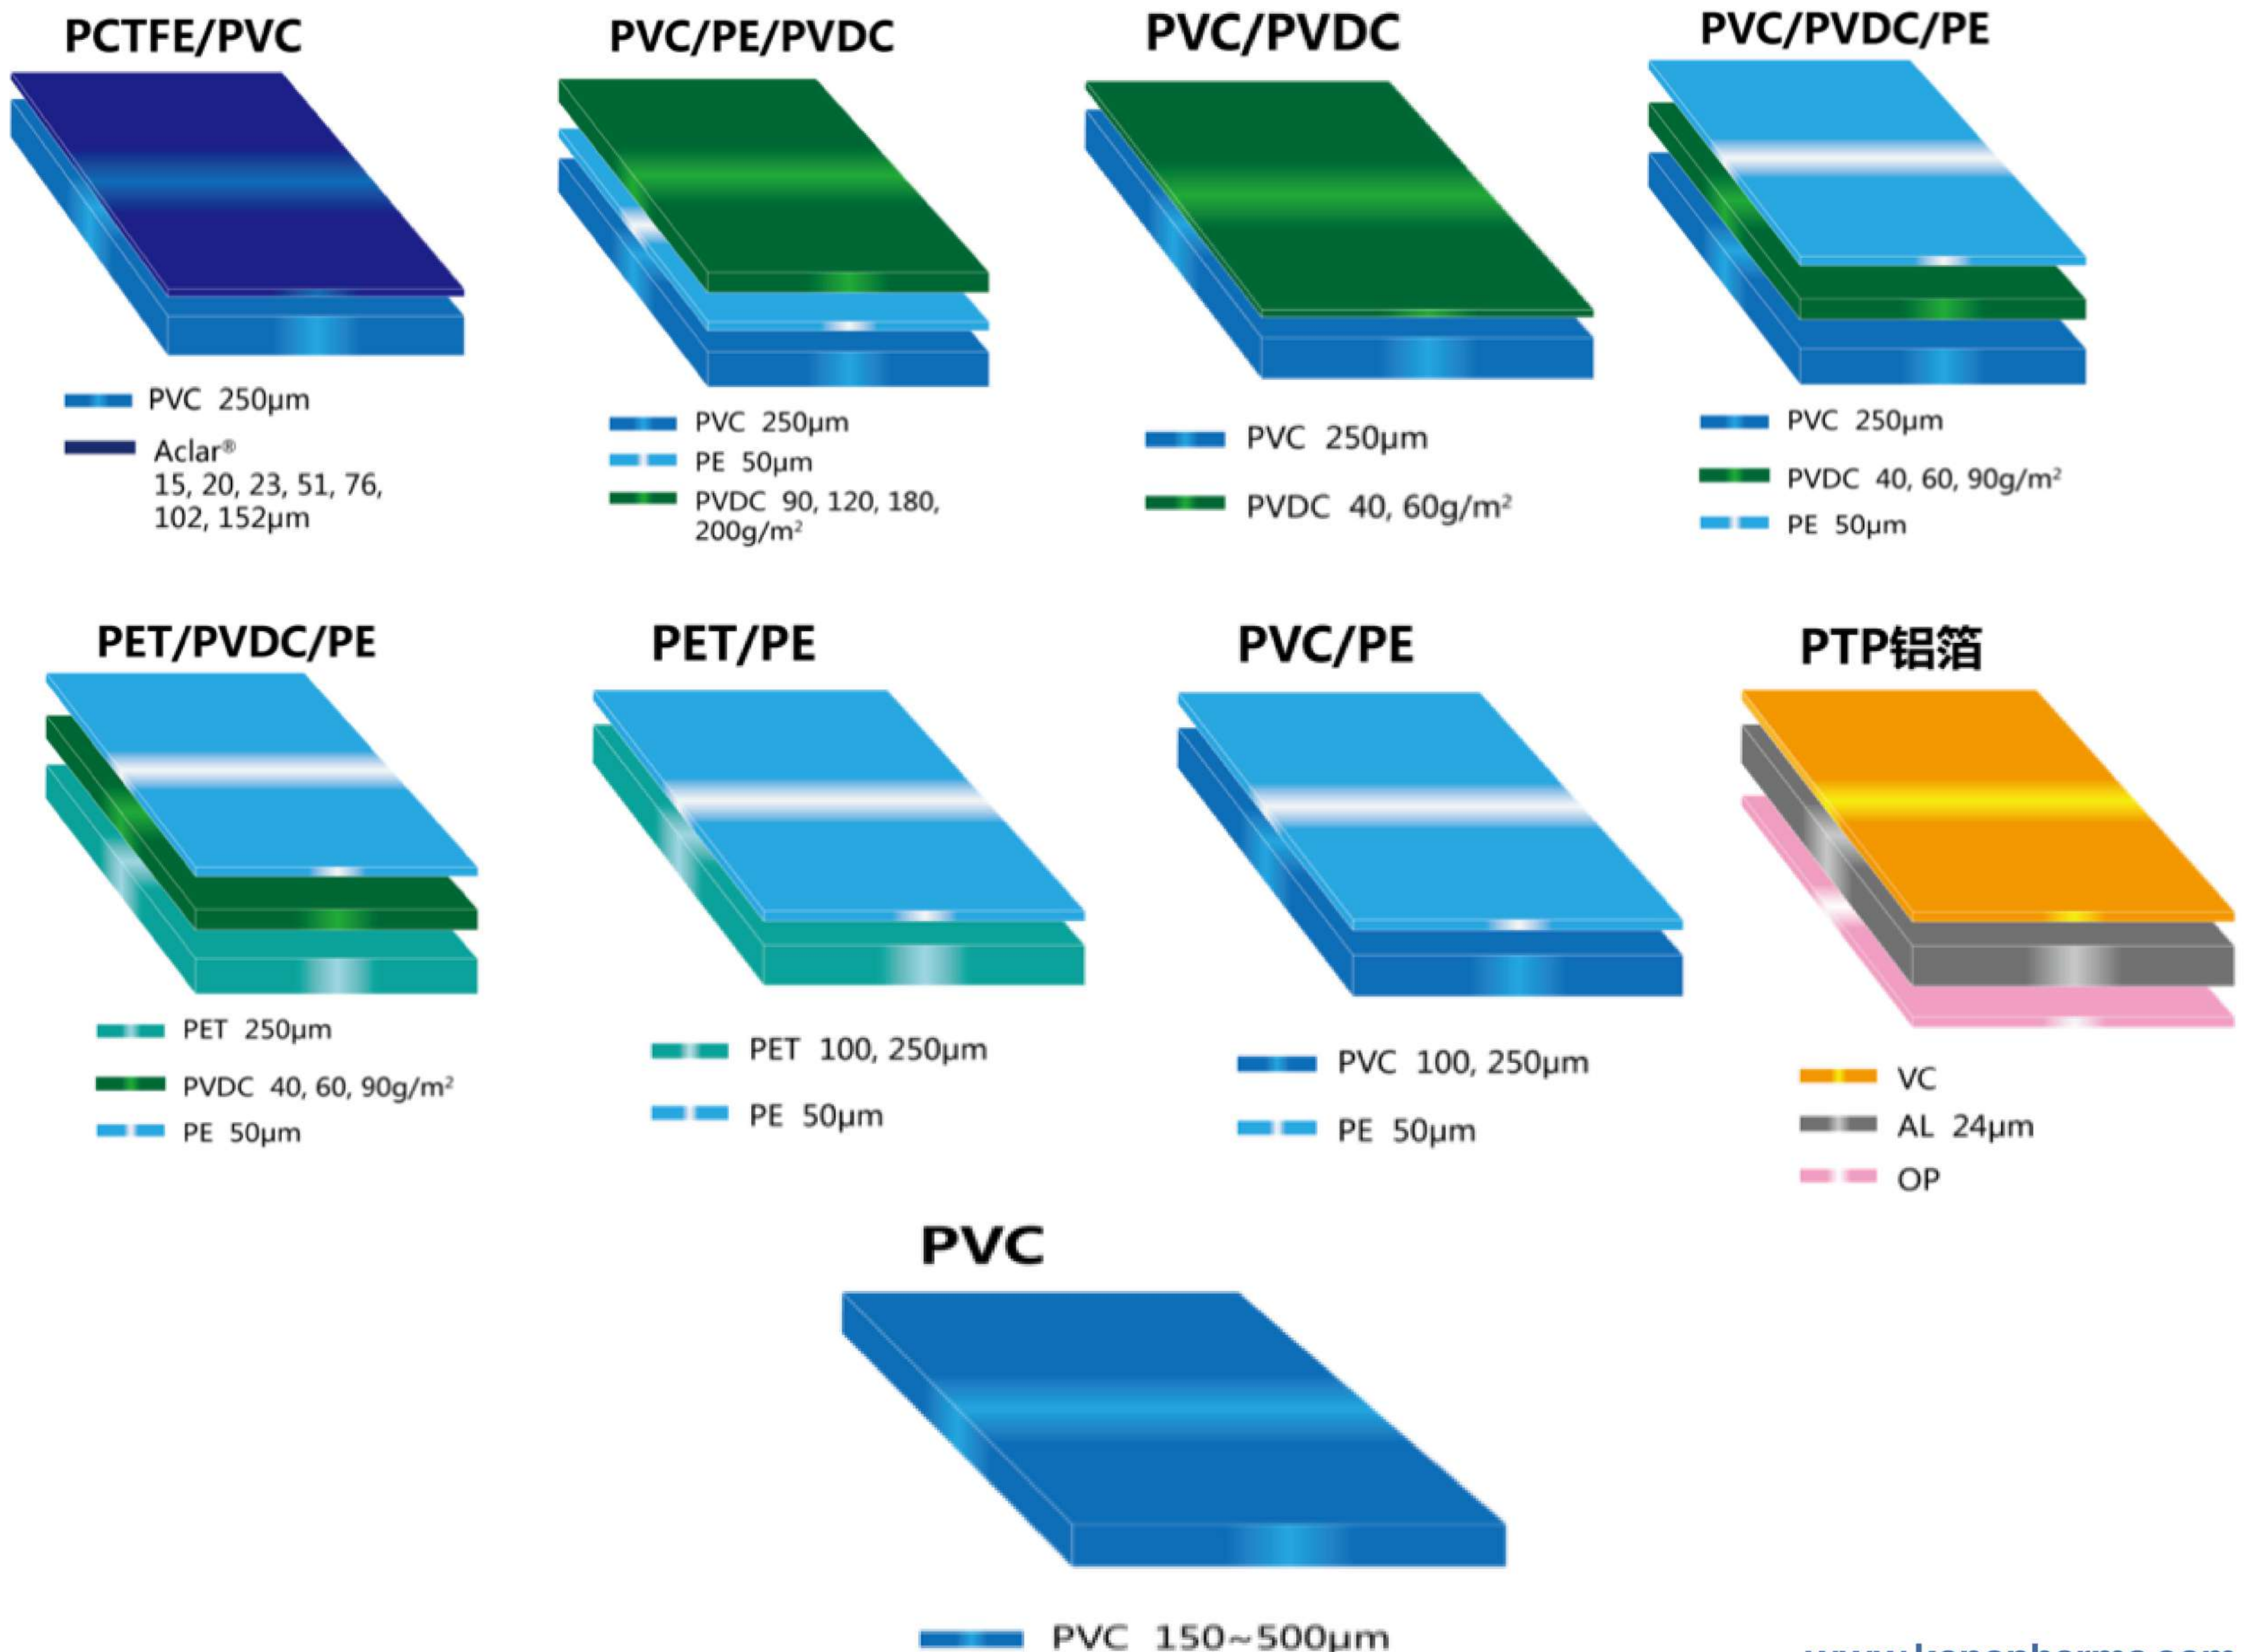 PCTFE/PVC
PVC 250μm
Aclar®
15, 20, 23, 51, 76,
102, 152μm
PVC/PE/PVDC
PVC 250μm
PE 50μm
PVDC 90, 120, 180,
200g/m²
PVC/PVDC
PVC 250μm
PVDC 40, 60g/m²
PVC/PVDC/PE
PVC 250μm
PVDC 40, 60, 90g/m²
PE 50μm
PET/PVDC/PE
PET 250μm
PVDC 40, 60, 90g/m²
PE 50μm
PET/PE
PET 100, 250μm
PE 50μm
PVC/PE
PVC 100, 250μm
PE 50μm
PTP铝箔
VC
AL 24μm
OP
PVC
PVC 150~500μm